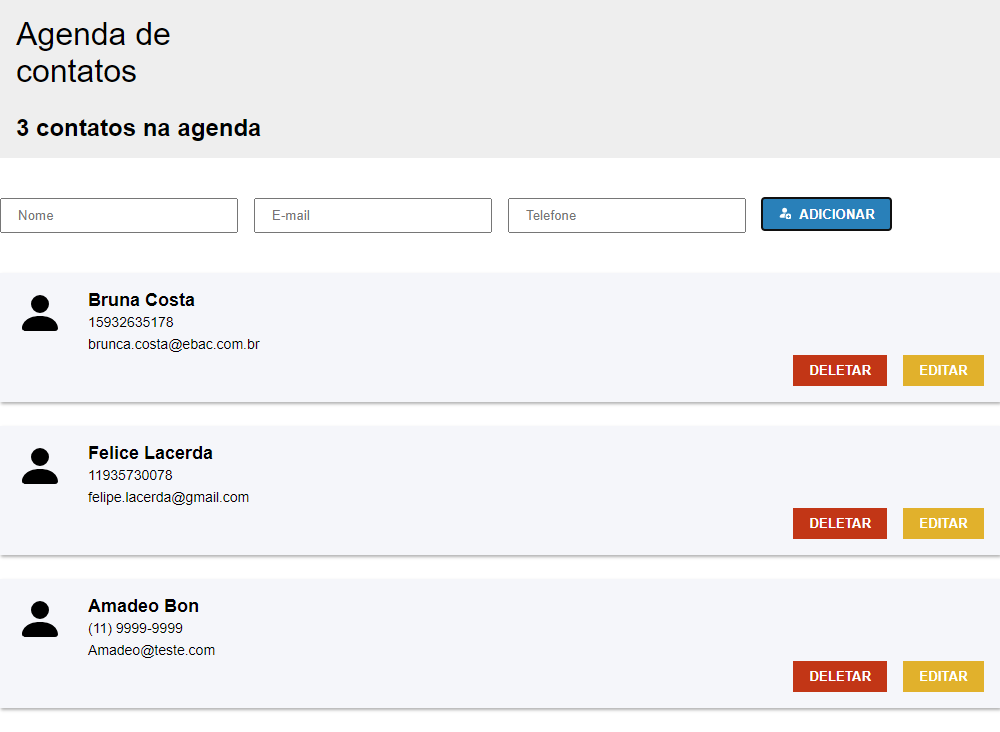 Agenda de
contatos
3 contatos na agenda
Nome
E-mail
Telefone
ADICIONAR
Bruna Costa
15932635178
brunca.costa@ebac.com.br
DELETAR
EDITAR
Felice Lacerda
11935730078
felipe.lacerda@gmail.com
DELETAR
EDITAR
Amadeo Bon
(11) 9999-9999
Amadeo@teste.com
DELETAR
EDITAR